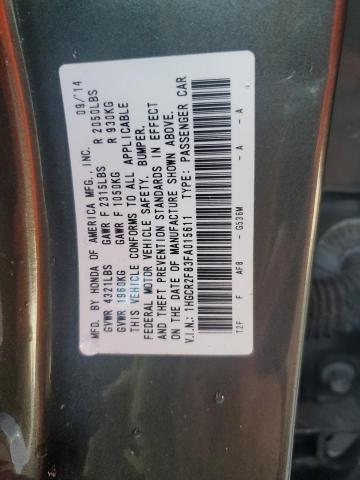 MFD. BY HONDA OF AMERICA MFG., INC. 09/'14
GVWR 4321LBS GAWR F 2315LBS R 2050LBS
GVWR 1960KG GAWR F 1050KG R 930KG
THIS VEHICLE CONFORMS TO ALL APPLICABLE
FEDERAL MOTOR VEHICLE SAFETY, BUMPER,
AND THEFT PREVENTION STANDARDS IN EFFECT
ON THE DATE OF MANUFACTURE SHOWN ABOVE.
V.I.N.: 1HGCR2F83FA015611 TYPE: PASSENGER CAR
T2F F AF8 - G536M - A - A